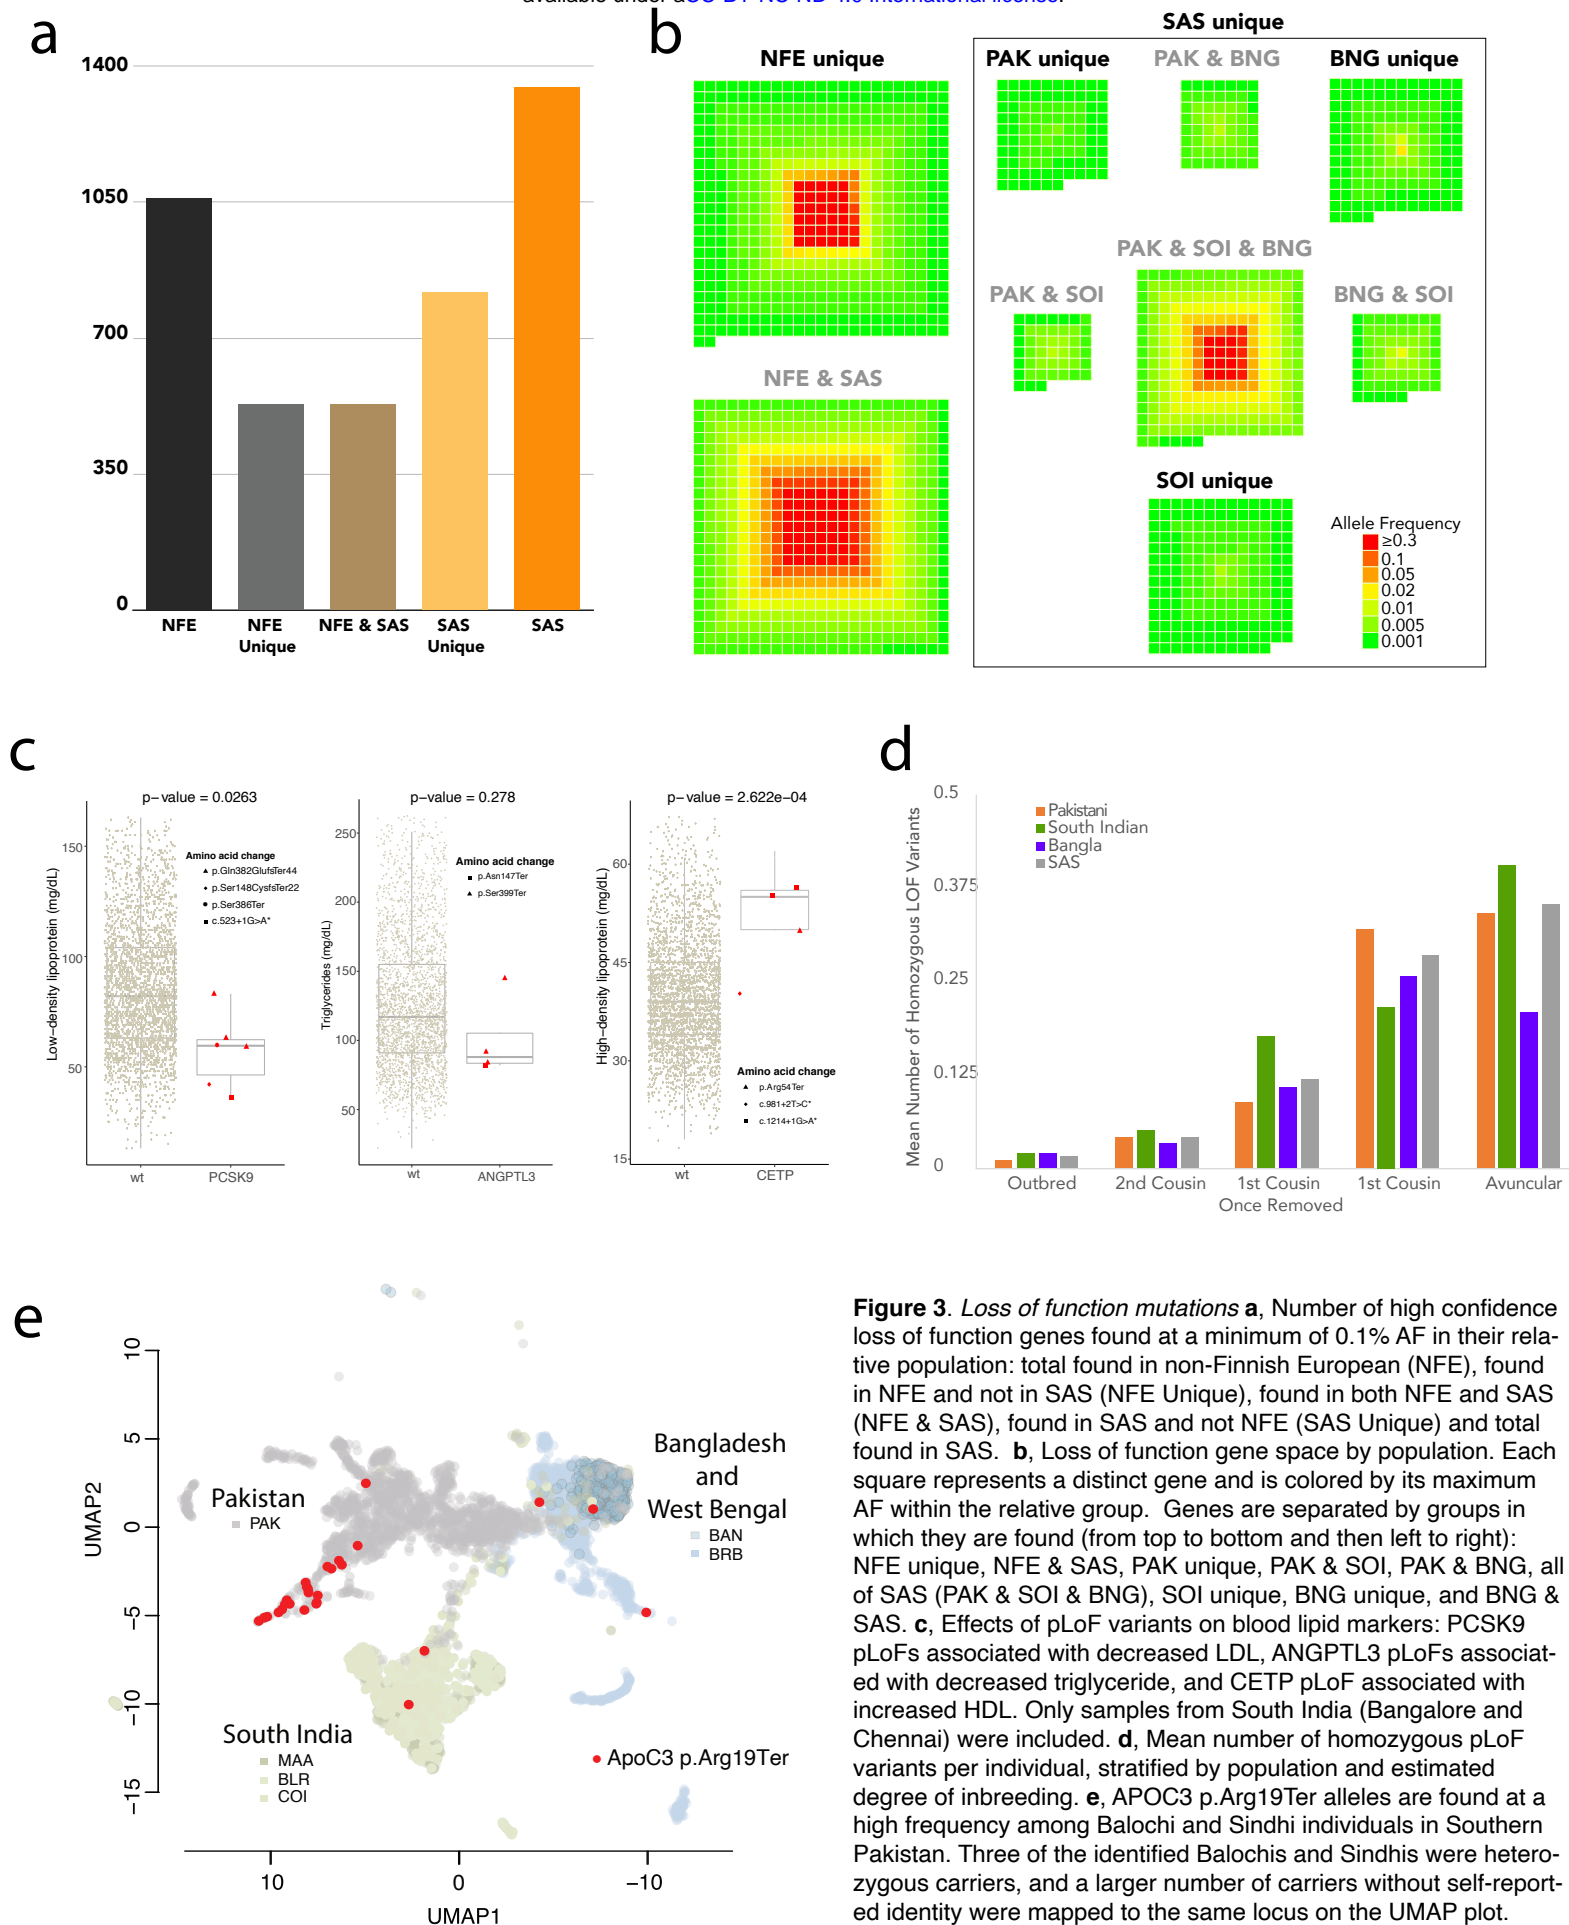 available under aCC-BY-NC-ND 4.0 International license.
a
1400
1050
700
350
0
NFE
NFE
Unique
NFE & SAS
SAS
Unique
SAS
b
SAS unique
NFE unique
PAK unique
PAK & BNG
BNG unique
PAK & SOI & BNG
PAK & SOI
BNG & SOI
NFE & SAS
SOI unique
Allele Frequency
≥0.3
0.1
0.05
0.02
0.01
0.005
0.001
c
p−value = 0.0263
Low−density lipoprotein (mg/dL)
150
100
50
Amino acid change
p.Gln382GlufsTer44
p.Ser148CysfsTer22
p.Ser386Ter
c.523+1G>A*
wt
PCSK9
p−value = 0.278
Triglycerides (mg/dL)
250
200
150
100
50
Amino acid change
p.Asn147Ter
p.Ser399Ter
wt
ANGPTL3
p−value = 2.622e−04
High−density lipoprotein (mg/dL)
60
45
30
15
Amino acid change
p.Arg54Ter
c.981+2T>C*
c.1214+1G>A*
wt
CETP
d
Mean Number of Homozygous LOF Variants
0.5
0.375
0.25
0.125
0
Pakistani
South Indian
Bangla
SAS
Outbred
2nd Cousin
1st Cousin
Once Removed
1st Cousin
Avuncular
e
UMAP2
10
5
0
−5
−10
−15
Pakistan
PAK
Bangladesh
and
West Bengal
BAN
BRB
South India
MAA
BLR
COI
ApoC3 p.Arg19Ter
10
0
−10
UMAP1
Figure 3. Loss of function mutations a, Number of high confidence
loss of function genes found at a minimum of 0.1% AF in their rela-
tive population: total found in non-Finnish European (NFE), found
in NFE and not in SAS (NFE Unique), found in both NFE and SAS
(NFE & SAS), found in SAS and not NFE (SAS Unique) and total
found in SAS. b, Loss of function gene space by population. Each
square represents a distinct gene and is colored by its maximum
AF within the relative group. Genes are separated by groups in
which they are found (from top to bottom and then left to right):
NFE unique, NFE & SAS, PAK unique, PAK & SOI, PAK & BNG, all
of SAS (PAK & SOI & BNG), SOI unique, BNG unique, and BNG &
SAS. c, Effects of pLoF variants on blood lipid markers: PCSK9
pLoFs associated with decreased LDL, ANGPTL3 pLoFs associat-
ed with decreased triglyceride, and CETP pLoF associated with
increased HDL. Only samples from South India (Bangalore and
Chennai) were included. d, Mean number of homozygous pLoF
variants per individual, stratified by population and estimated
degree of inbreeding. e, APOC3 p.Arg19Ter alleles are found at a
high frequency among Balochi and Sindhi individuals in Southern
Pakistan. Three of the identified Balochis and Sindhis were hetero-
zygous carriers, and a larger number of carriers without self-report-
ed identity were mapped to the same locus on the UMAP plot.